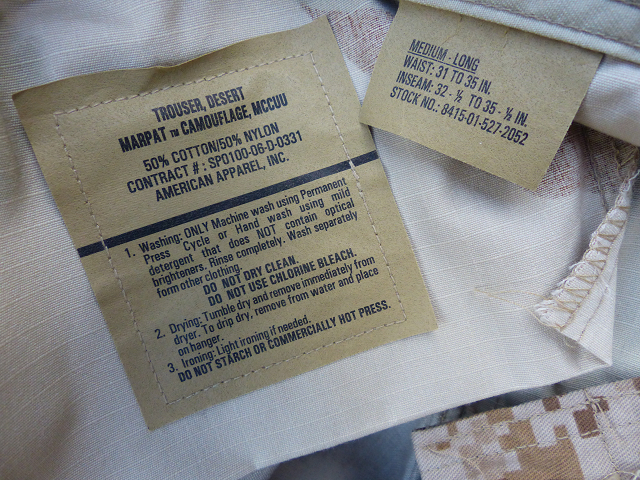 TROUSER, DESERT
MARPAT TM CAMOUFLAGE, MCCUU
50% COTTON/50% NYLON
CONTRACT #: SPO100-06-D-0331
AMERICAN APPAREL, INC.
1. Washing: ONLY Machine wash using Permanent
Press Cycle or Hand wash using mild
detergent that does NOT contain optical
brighteners. Rinse completely. Wash separately
form other clothing.
DO NOT DRY CLEAN.
DO NOT USE CHLORINE BLEACH.
2. Drying: Tumble dry and remove immediately from
dryer. To drip dry, remove from water and place
on hanger.
3. Ironing: Light ironing if needed.
DO NOT STARCH OR COMMERCIALLY HOT PRESS.
MEDIUM - LONG
WAIST: 31 TO 35 IN.
INSEAM: 32 - ½ TO 35 - ½ IN.
STOCK NO.: 8415-01-527-2052